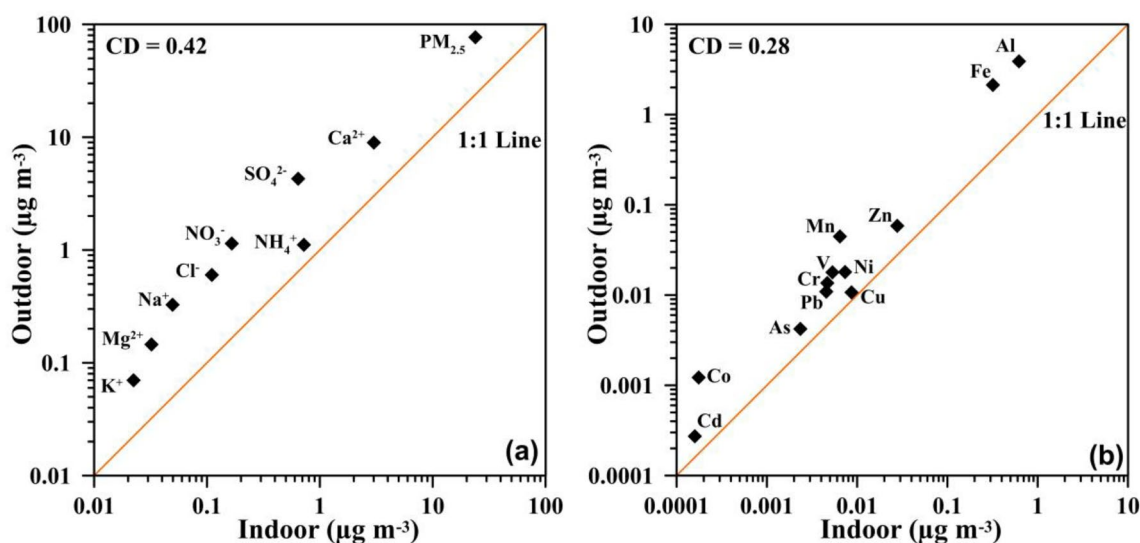 100
10
1
0.1
0.01
Outdoor (µg m⁻³)
CD = 0.42
PM₂.₅
1:1 Line
Ca²⁺
SO₄²⁻
NO₃⁻
NH₄⁺
Cl⁻
Na⁺
Mg²⁺
K⁺
(a)
0.01 0.1 1 10 100
Indoor (µg m⁻³)
10
1
0.1
0.01
0.001
0.0001
Outdoor (µg m⁻³)
CD = 0.28
Al
Fe
1:1 Line
Zn
Mn
V
Ni
Cr
Pb
Cu
As
Co
Cd
(b)
0.0001 0.001 0.01 0.1 1 10
Indoor (µg m⁻³)